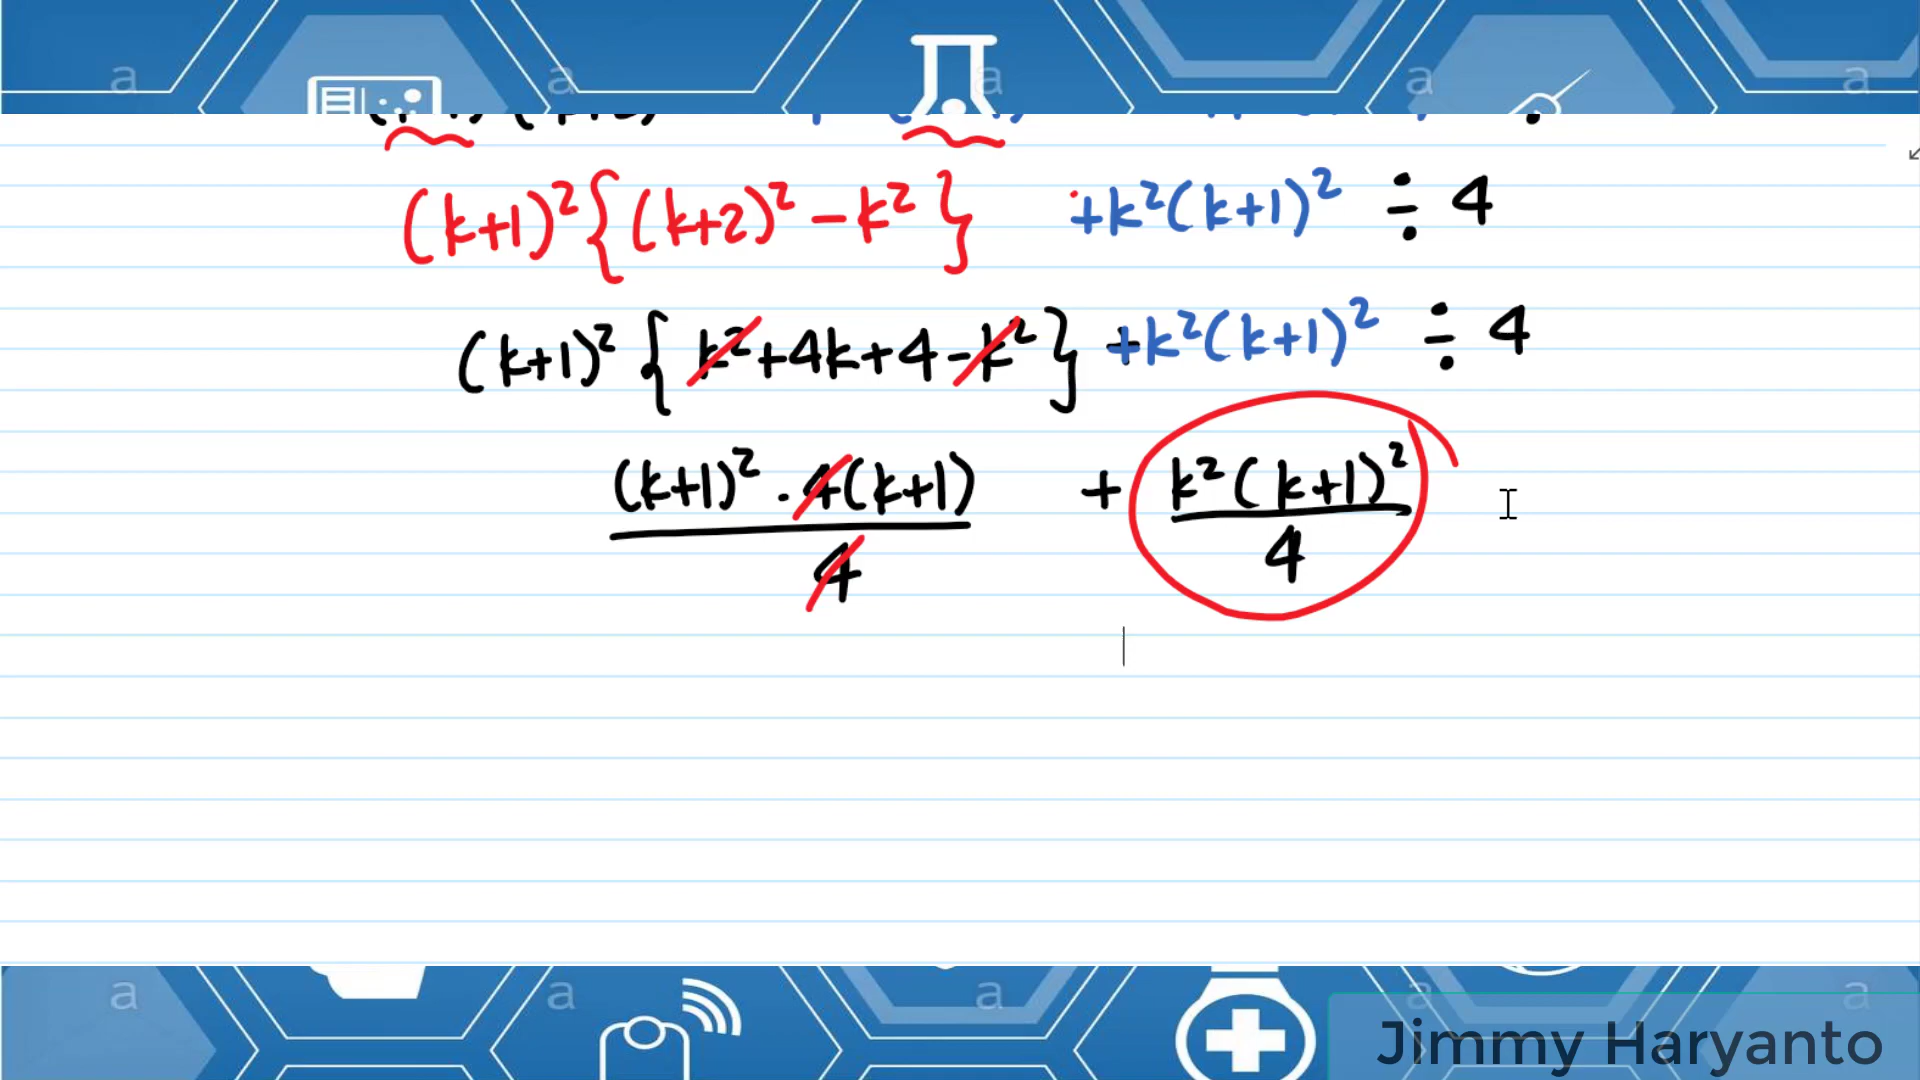 (k+1)²{(k+2)²-k²} +k²(k+1)² ÷ 4
(k+1)² { k²+4k+4-k² } +k²(k+1)² ÷ 4
(k+1)² · 4(k+1) + k²(k+1)²
4 4
a a a a a
a a a a a
Jimmy Haryanto